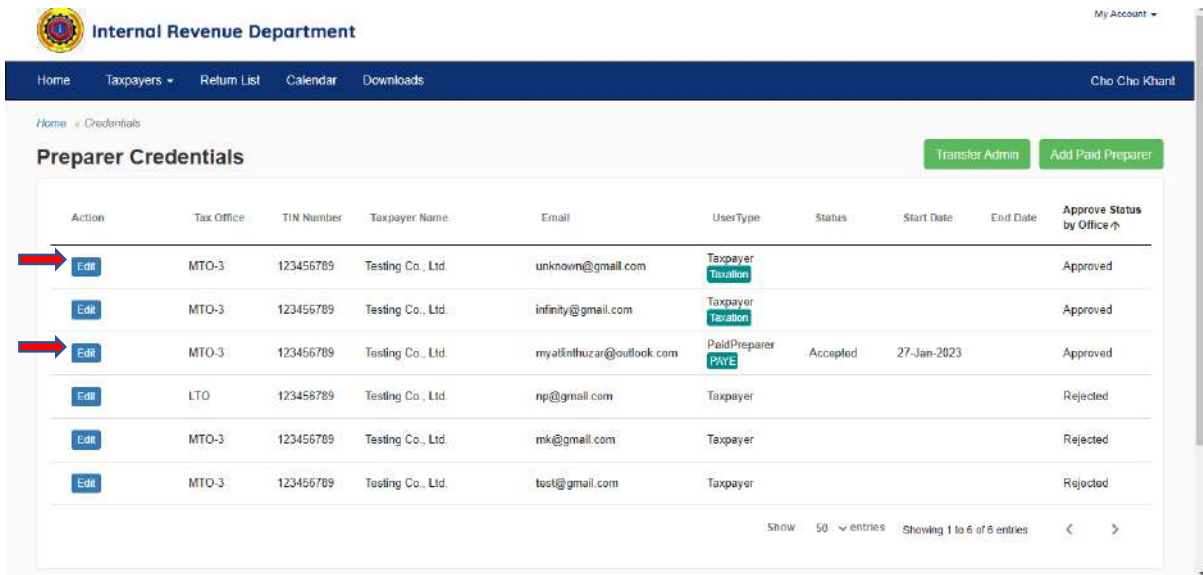 My Account
Internal Revenue Department
Home Taxpayers Return List Calendar Downloads Cho Cho Khant
Home » Credentials
Preparer Credentials
Transfer Admin Add Paid Preparer
Action Tax Office TIN Number Taxpayer Name Email UserType Status Start Date End Date Approve Status
by Office
Edit MTO-3 123456789 Testing Co., Ltd. unknown@gmail.com Taxpayer Approved
Taxation
Edit MTO-3 123456789 Testing Co., Ltd. infinity@gmail.com Taxpayer Approved
Taxation
Edit MTO-3 123456789 Testing Co., Ltd. myatlinthuzar@outlook.com PaidPreparer Accepted 27-Jan-2023 Approved
PAYE
Edit LTO 123456789 Testing Co., Ltd. np@gmail.com Taxpayer Rejected
Edit MTO-3 123456789 Testing Co., Ltd. mk@gmail.com Taxpayer Rejected
Edit MTO-3 123456789 Testing Co., Ltd. test@gmail.com Taxpayer Rejected
Show 50 entries Showing 1 to 6 of 6 entries